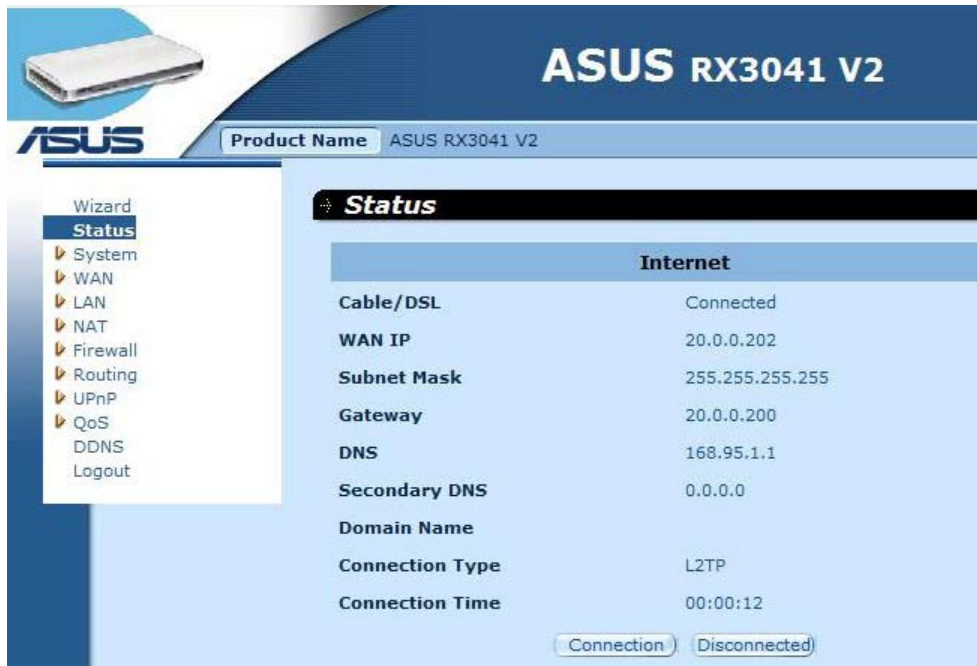 ASUS RX3041 V2
ASUS
Product Name ASUS RX3041 V2
Wizard
Status
System
WAN
LAN
NAT
Firewall
Routing
UPnP
QoS
DDNS
Logout
Status
Internet
Cable/DSL Connected
WAN IP 20.0.0.202
Subnet Mask 255.255.255.255
Gateway 20.0.0.200
DNS 168.95.1.1
Secondary DNS 0.0.0.0
Domain Name
Connection Type L2TP
Connection Time 00:00:12
Connection Disconnected